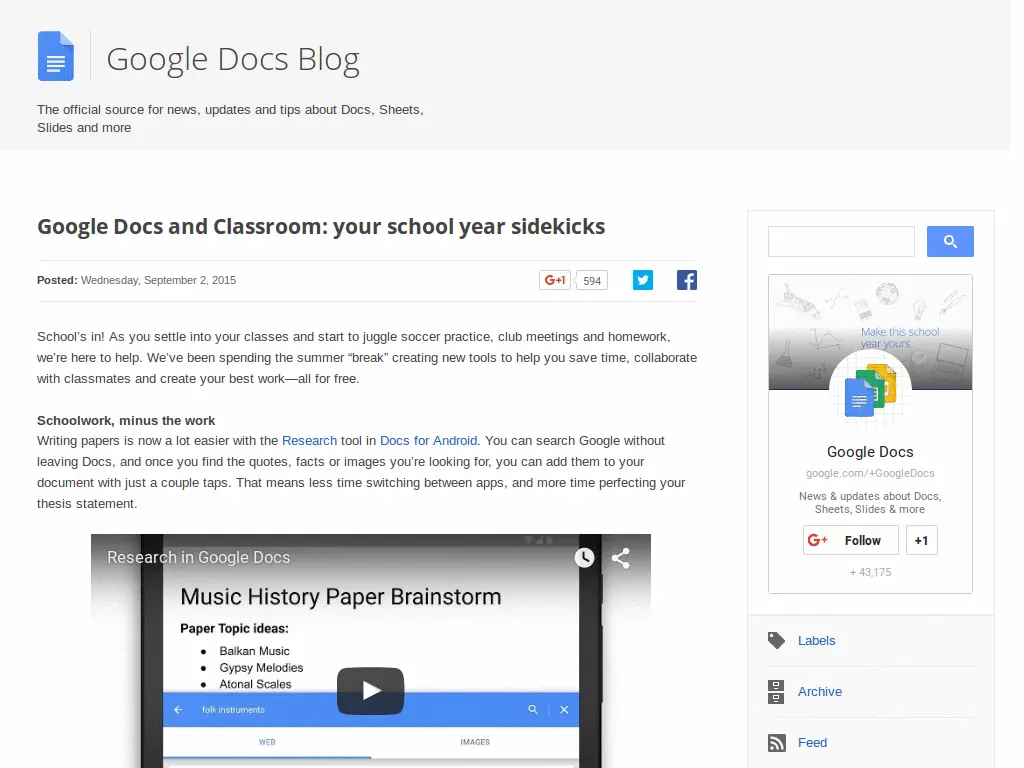 Google Docs Blog
The official source for news, updates and tips about Docs, Sheets,
Slides and more
Google Docs and Classroom: your school year sidekicks
Posted: Wednesday, September 2, 2015
G+1 594
School’s in! As you settle into your classes and start to juggle soccer practice, club meetings and homework,
we’re here to help. We’ve been spending the summer “break” creating new tools to help you save time, collaborate
with classmates and create your best work—all for free.
Schoolwork, minus the work
Writing papers is now a lot easier with the Research tool in Docs for Android. You can search Google without
leaving Docs, and once you find the quotes, facts or images you’re looking for, you can add them to your
document with just a couple taps. That means less time switching between apps, and more time perfecting your
thesis statement.
Research in Google Docs
Music History Paper Brainstorm
Paper Topic ideas:
• Balkan Music
• Gypsy Melodies
• Atonal Scales
folk instruments
WEB IMAGES
Make this school
year yours
Google Docs
google.com/+GoogleDocs
News & updates about Docs,
Sheets, Slides & more
G+ Follow +1
+ 43,175
Labels
Archive
Feed